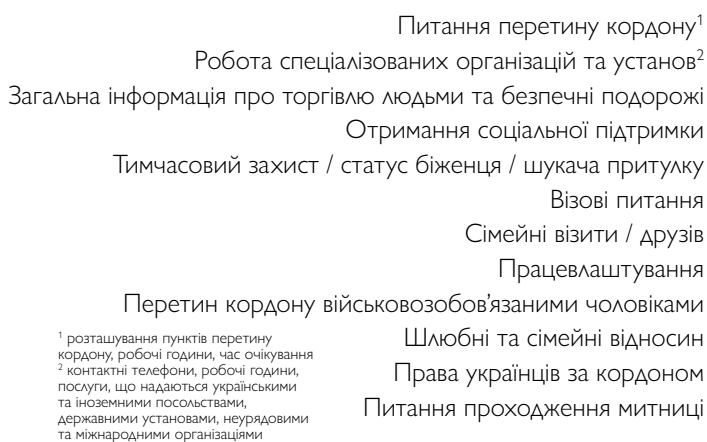 Питання перетину кордону¹
Робота спеціалізованих організацій та установ²
Загальна інформація про торгівлю людьми та безпечні подорожі
Отримання соціальної підтримки
Тимчасовий захист / статус біженця / шукача притулку
Візові питання
Сімейні візити / друзів
Працевлаштування
Перетин кордону військовозобов'язаними чоловіками
Шлюбні та сімейні відносин
Права українців за кордоном
Питання проходження митниці
¹ розташування пунктів перетину
кордону, робочі години, час очікування
² контактні телефони, робочі години,
послуги, що надаються українськими
та іноземними посольствами,
державними установами, неурядовими
та міжнародними організаціями